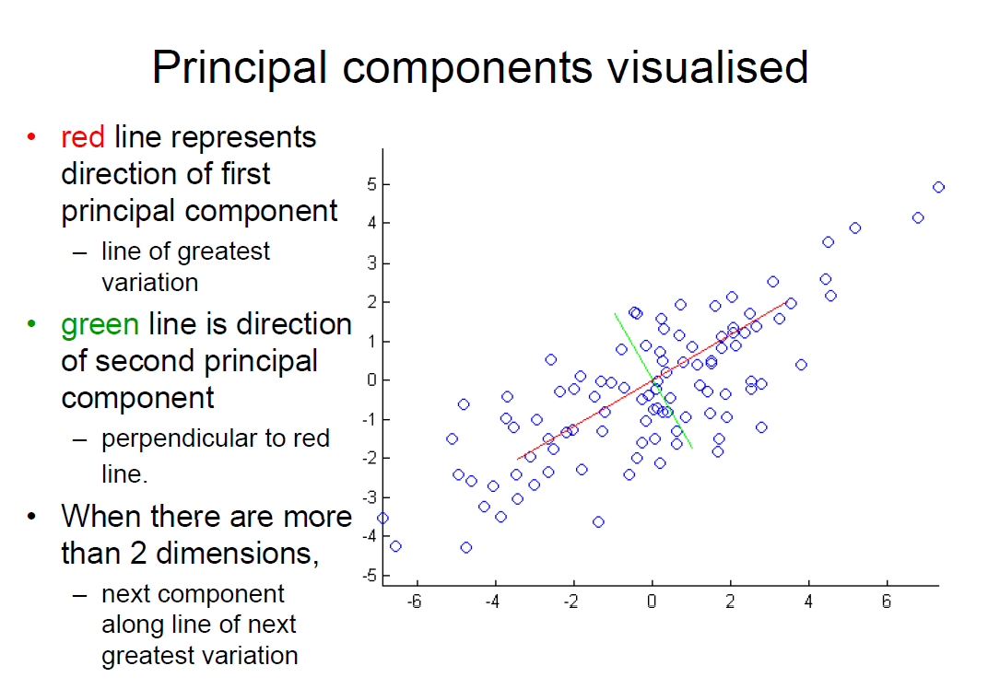 Principal components visualised
• red line represents
direction of first
principal component
– line of greatest
variation
• green line is direction
of second principal
component
– perpendicular to red
line.
• When there are more
than 2 dimensions,
– next component
along line of next
greatest variation
5
4
3
2
1
0
-1
-2
-3
-4
-5
-6 -4 -2 0 2 4 6